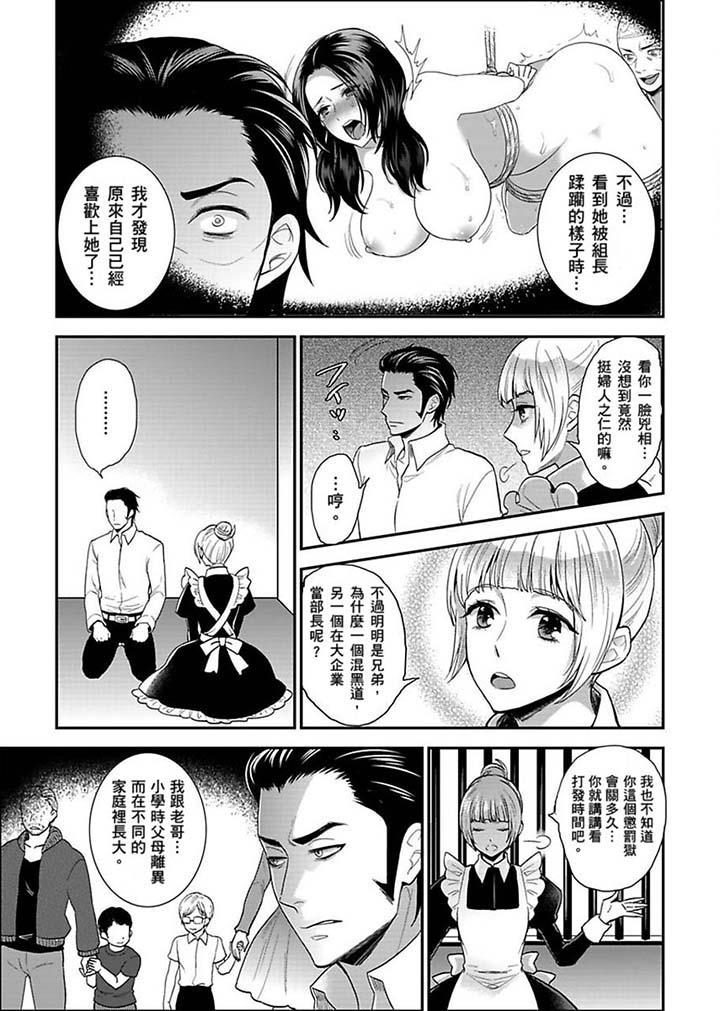 不過…
看到她被組長
蹂躪的樣子時…
我才發現
原來自己已經
喜歡上她了…
看你一臉兇相…
沒想到竟然
挺婦人之仁的嘛。
フイッ…
…哼。
………
不過明明是兄弟，
為什麼一個混黑道，
另一個在大企業
當部長呢？
我也不知道
你這個懲罰獄
會關多久…
你就講講看
打發時間吧。
我跟老哥…
小學時父母離異
而在不同的
家庭裡長大。